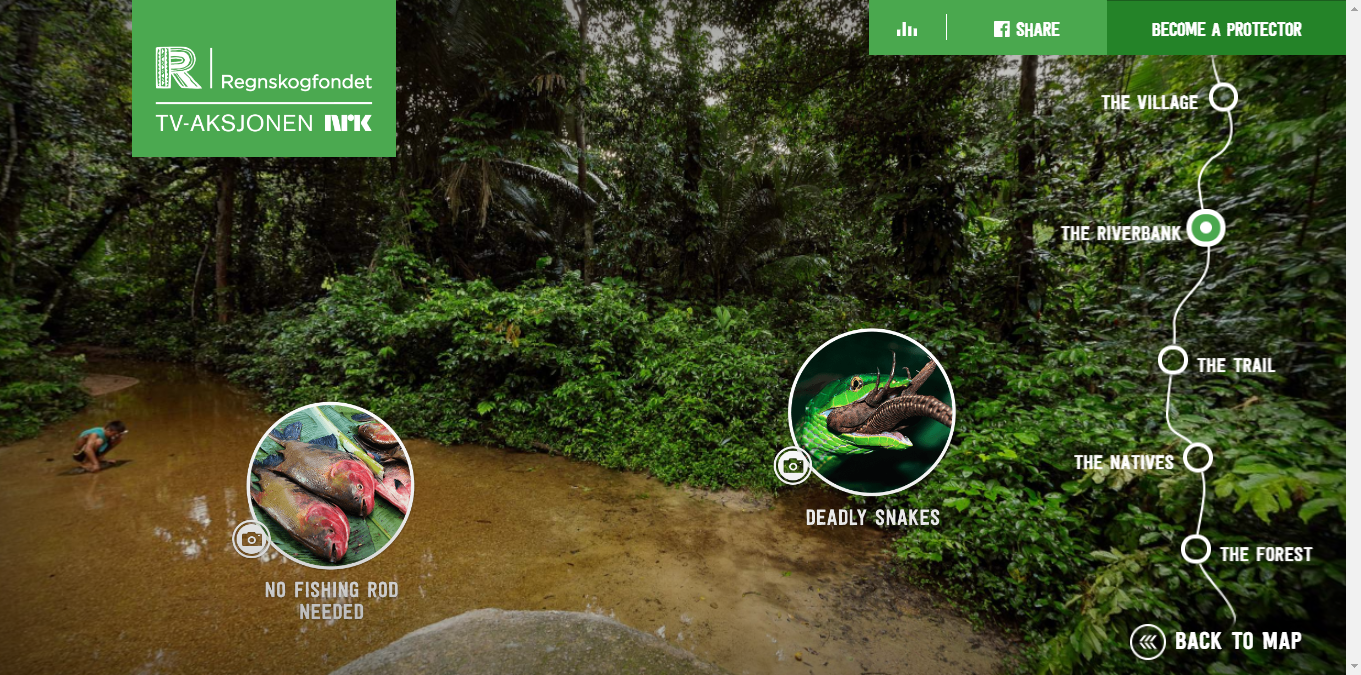 R | Regnskogfondet
TV-AKSJONEN NRK
SHARE
BECOME A PROTECTOR
THE VILLAGE
THE RIVERBANK
THE TRAIL
THE NATIVES
THE FOREST
BACK TO MAP
DEADLY SNAKES
NO FISHING ROD
NEEDED